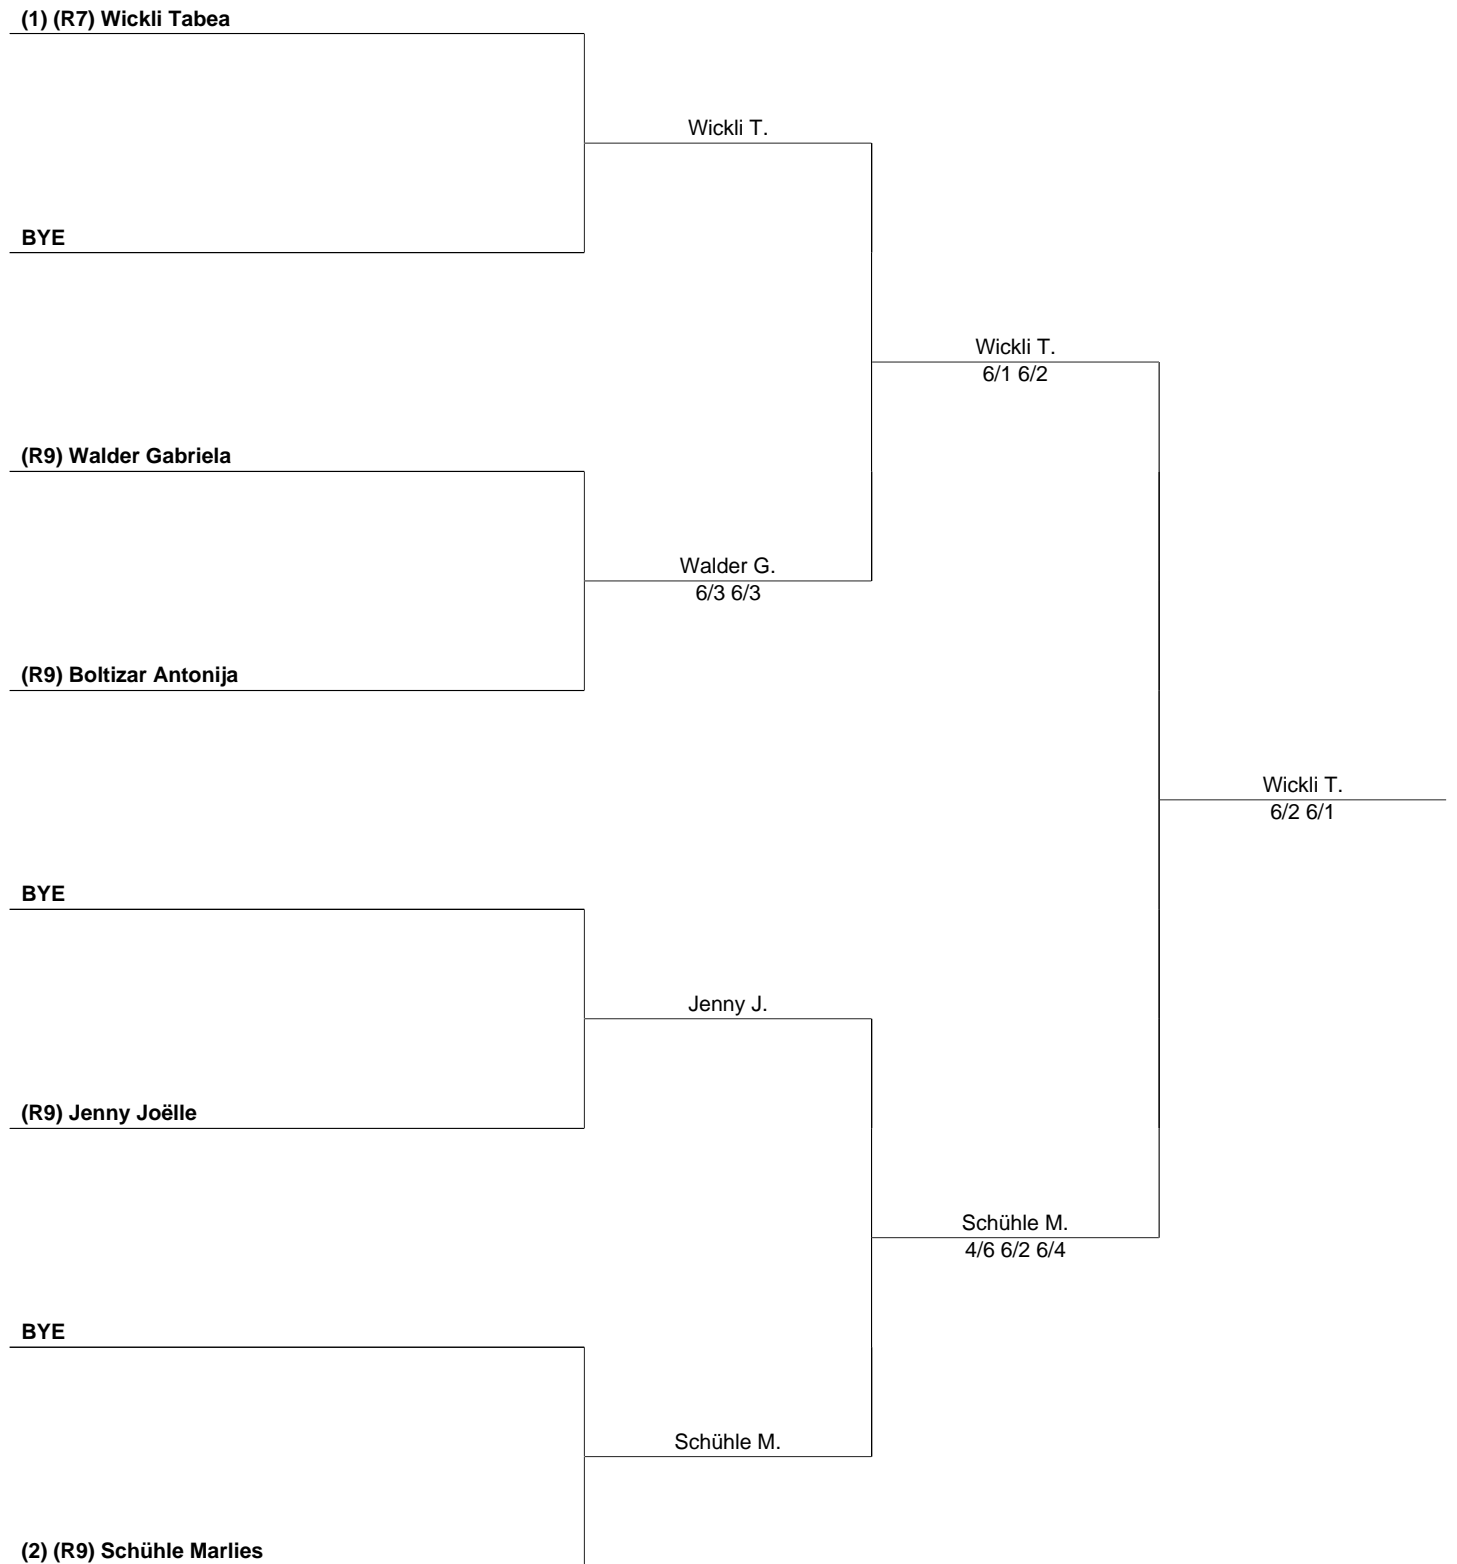 (1) (R7) Wickli Tabea
Wickli T.
BYE
Wickli T.
6/1 6/2
(R9) Walder Gabriela
Walder G.
6/3 6/3
(R9) Boltizar Antonija
Wickli T.
6/2 6/1
BYE
Jenny J.
(R9) Jenny Joëlle
Schühle M.
4/6 6/2 6/4
BYE
Schühle M.
(2) (R9) Schühle Marlies